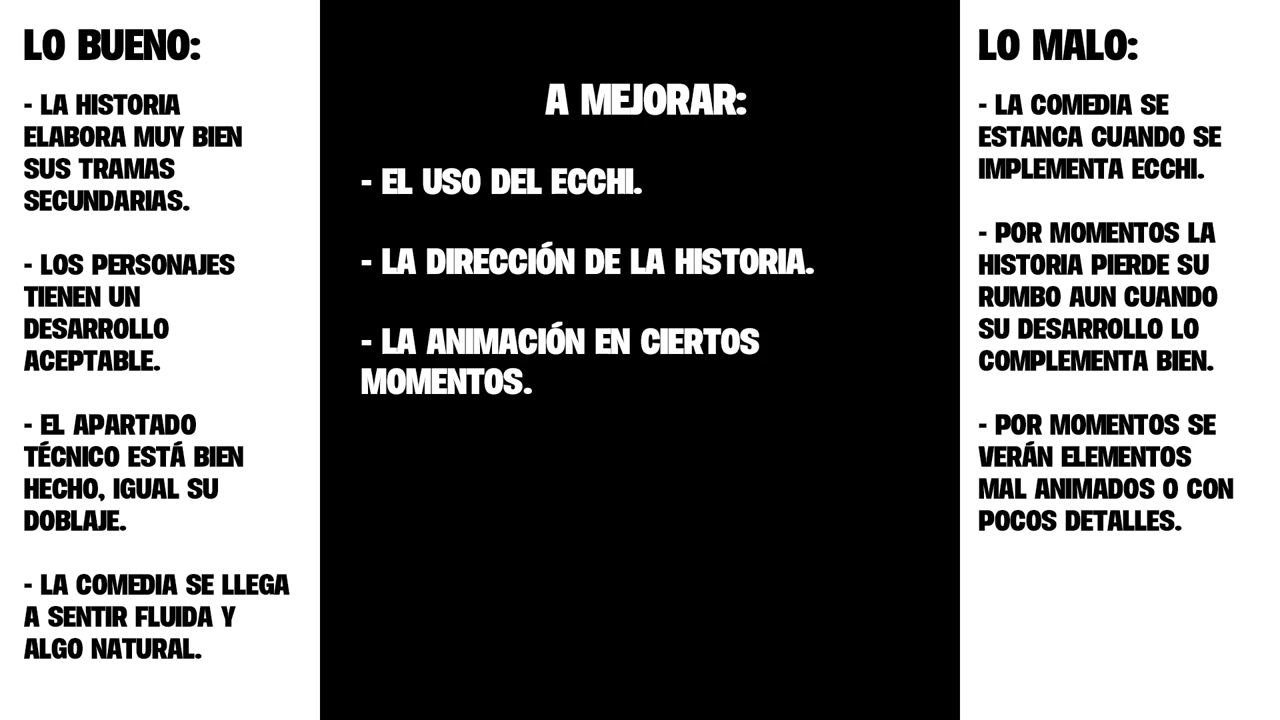 LO BUENO:
- LA HISTORIA
ELABORA MUY BIEN
SUS TRAMAS
SECUNDARIAS.
- LOS PERSONAJES
TIENEN UN
DESARROLLO
ACEPTABLE.
- EL APARTADO
TÉCNICO ESTÁ BIEN
HECHO, IGUAL SU
DOBLAJE.
- LA COMEDIA SE LLEGA
A SENTIR FLUIDA Y
ALGO NATURAL.
A MEJORAR:
- EL USO DEL ECCHI.
- LA DIRECCIÓN DE LA HISTORIA.
- LA ANIMACIÓN EN CIERTOS
MOMENTOS.
LO MALO:
- LA COMEDIA SE
ESTANCA CUANDO SE
IMPLEMENTA ECCHI.
- POR MOMENTOS LA
HISTORIA PIERDE SU
RUMBO AUN CUANDO
SU DESARROLLO LO
COMPLEMENTA BIEN.
- POR MOMENTOS SE
VERÁN ELEMENTOS
MAL ANIMADOS O CON
POCOS DETALLES.